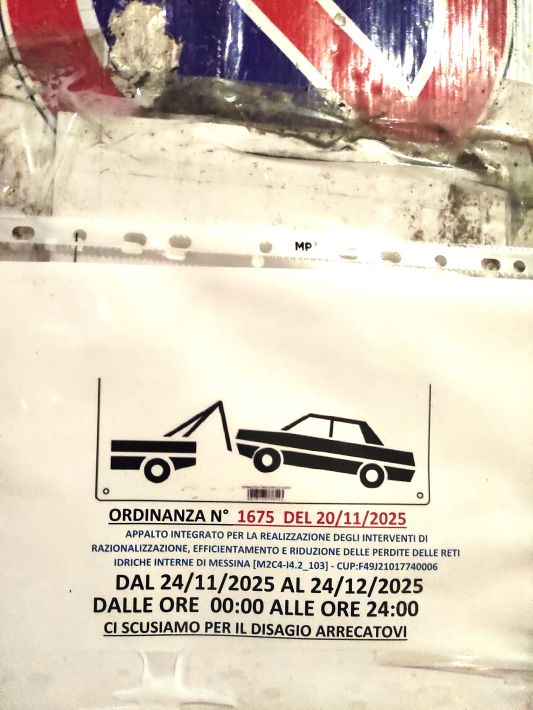 ORDINANZA N° 1675 DEL 20/11/2025
APPALTO INTEGRATO PER LA REALIZZAZIONE DEGLI INTERVENTI DI
RAZIONALIZZAZIONE, EFFICIENTAMENTO E RIDUZIONE DELLE PERDITE DELLE RETI
IDRICHE INTERNE DI MESSINA [M2C4-I4.2_103] - CUP:F49J21017740006
DAL 24/11/2025 AL 24/12/2025
DALLE ORE 00:00 ALLE ORE 24:00
CI SCUSIAMO PER IL DISAGIO ARRECATOVI